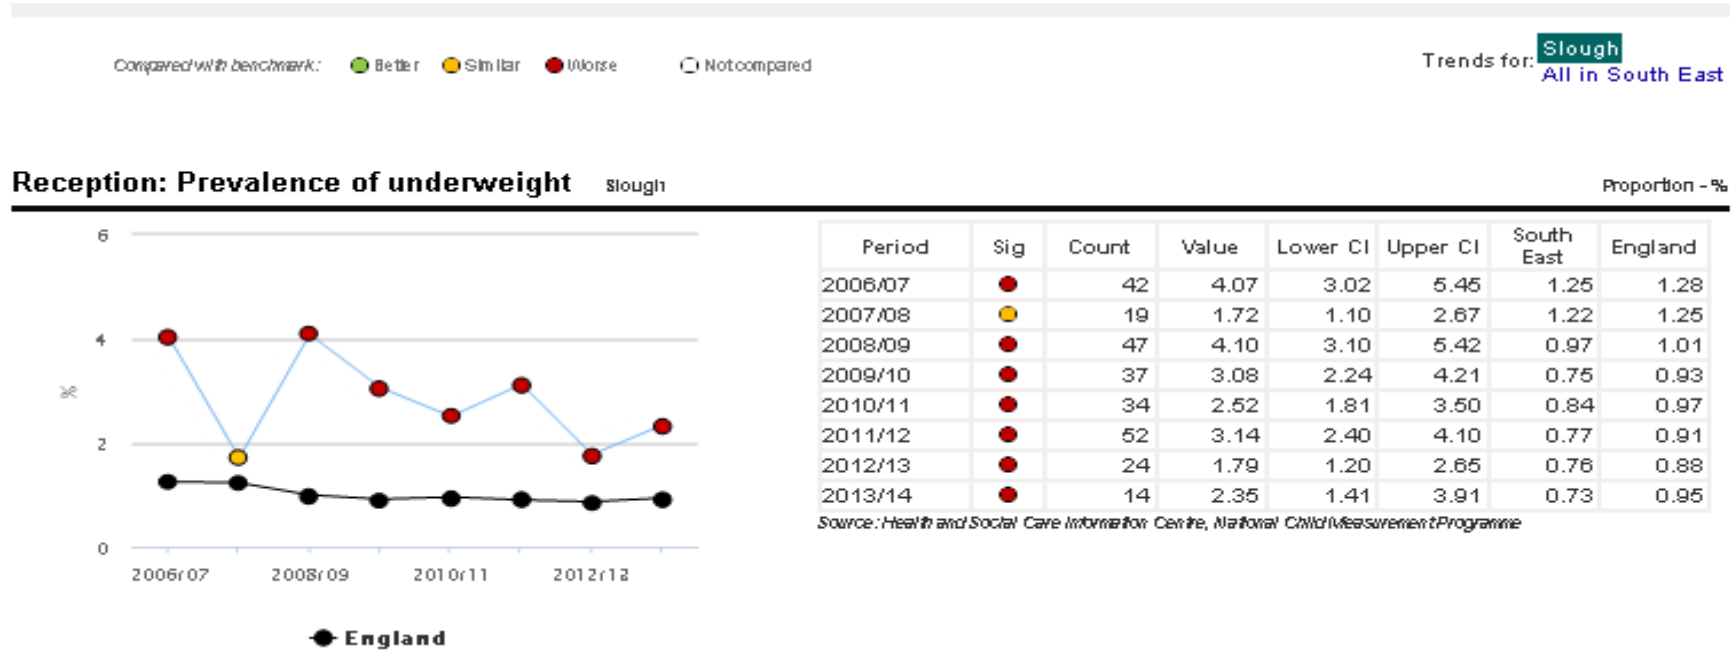 Compared with benchmark: Better Similar Worse Not compared
Trends for: Slough
All in South East
Reception: Prevalence of underweight Slough Proportion - %
6
4
%
2
0
2006/07 2008/09 2010/11 2012/13
England
Period Sig Count Value Lower CI Upper CI South East England
2006/07 42 4.07 3.02 5.45 1.25 1.28
2007/08 19 1.72 1.10 2.67 1.22 1.25
2008/09 47 4.10 3.10 5.42 0.97 1.01
2009/10 37 3.08 2.24 4.21 0.75 0.93
2010/11 34 2.52 1.81 3.50 0.84 0.97
2011/12 52 3.14 2.40 4.10 0.77 0.91
2012/13 24 1.79 1.20 2.65 0.76 0.88
2013/14 14 2.35 1.41 3.91 0.73 0.95
Source: Health and Social Care Information Centre, National Child Measurement Programme